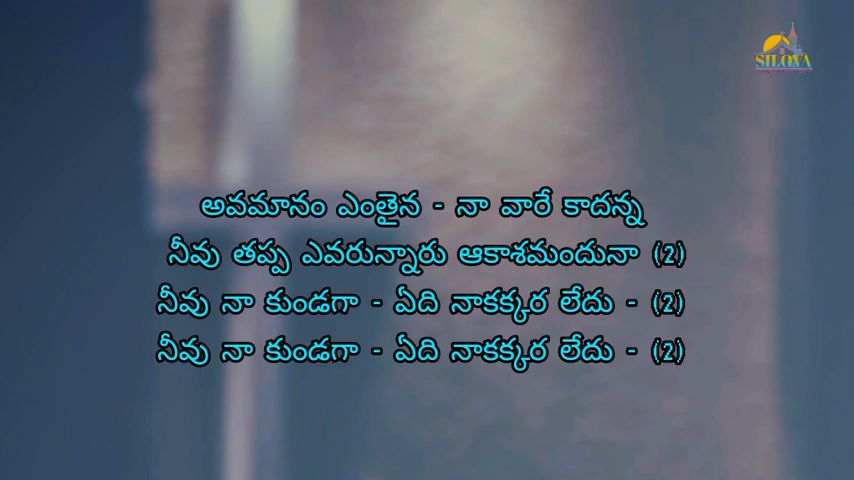 SILOVA
అవమానం ఎంతైన - నా వారే కాదన్న
నీవు తప్ప ఎవరున్నారు ఆకాశమందునా (2)
నీవు నా కుండగా - ఏది నాకక్కర లేదు - (2)
నీవు నా కుండగా - ఏది నాకక్కర లేదు - (2)